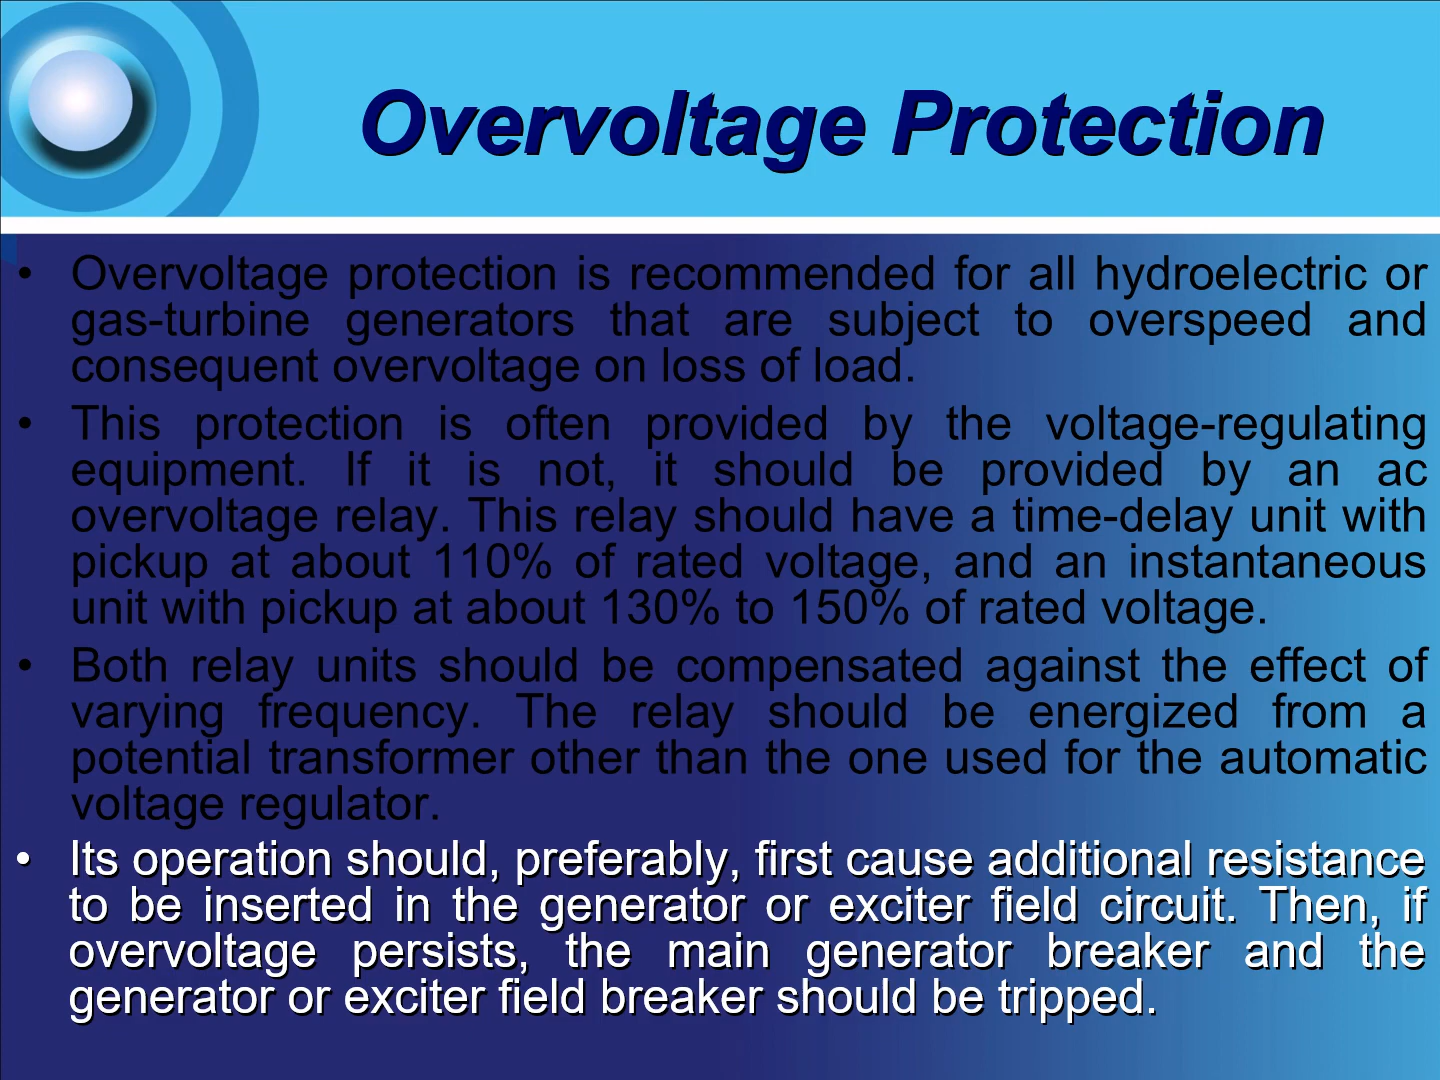 Overvoltage Protection
• Overvoltage protection is recommended for all hydroelectric or
gas-turbine generators that are subject to overspeed and
consequent overvoltage on loss of load.
• This protection is often provided by the voltage-regulating
equipment. If it is not, it should be provided by an ac
overvoltage relay. This relay should have a time-delay unit with
pickup at about 110% of rated voltage, and an instantaneous
unit with pickup at about 130% to 150% of rated voltage.
• Both relay units should be compensated against the effect of
varying frequency. The relay should be energized from a
potential transformer other than the one used for the automatic
voltage regulator.
• Its operation should, preferably, first cause additional resistance
to be inserted in the generator or exciter field circuit. Then, if
overvoltage persists, the main generator breaker and the
generator or exciter field breaker should be tripped.